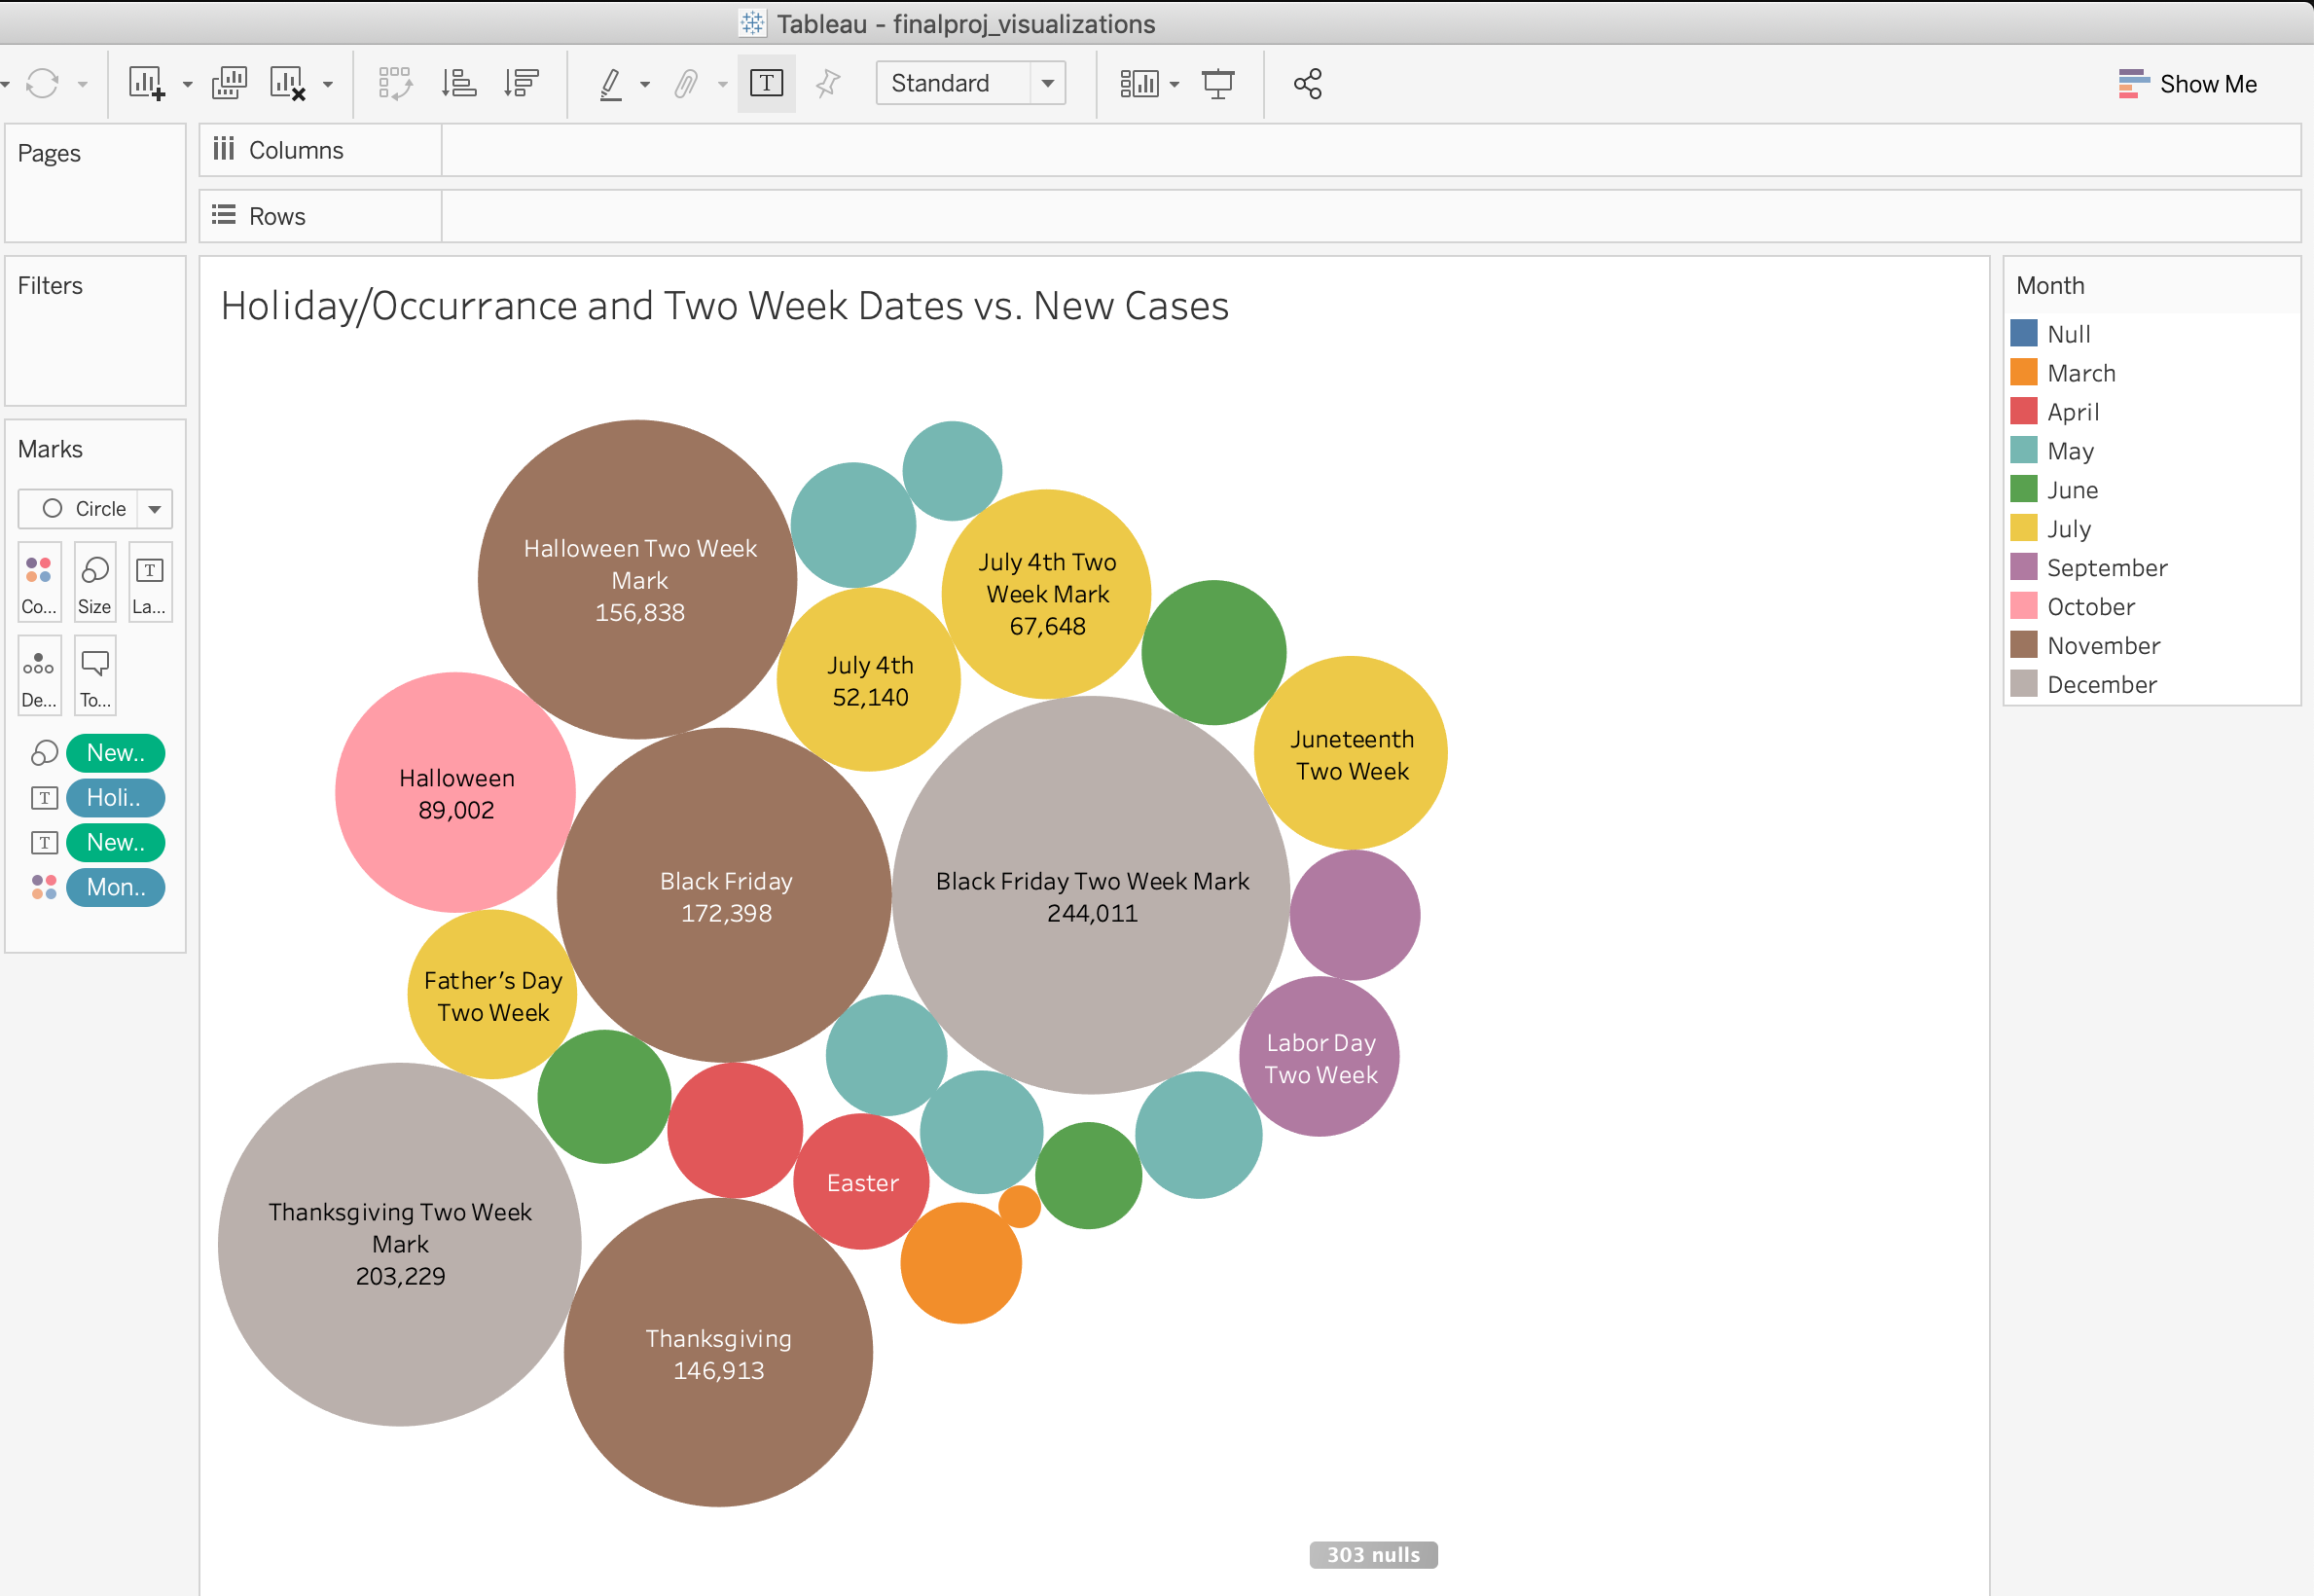 Tableau - finalproj_visualizations
Standard
Show Me
Pages
Columns
Rows
Filters
Marks
Circle
Co...
Size
La...
T
De...
To...
New..
T
Holi..
T
New..
Mon..
Holiday/Occurrance and Two Week Dates vs. New Cases
Halloween Two Week
Mark
156,838
July 4th Two
Week Mark
67,648
July 4th
52,140
Juneteenth
Two Week
Halloween
89,002
Black Friday
172,398
Black Friday Two Week Mark
244,011
Father's Day
Two Week
Labor Day
Two Week
Easter
Thanksgiving Two Week
Mark
203,229
Thanksgiving
146,913
303 nulls
Month
Null
March
April
May
June
July
September
October
November
December